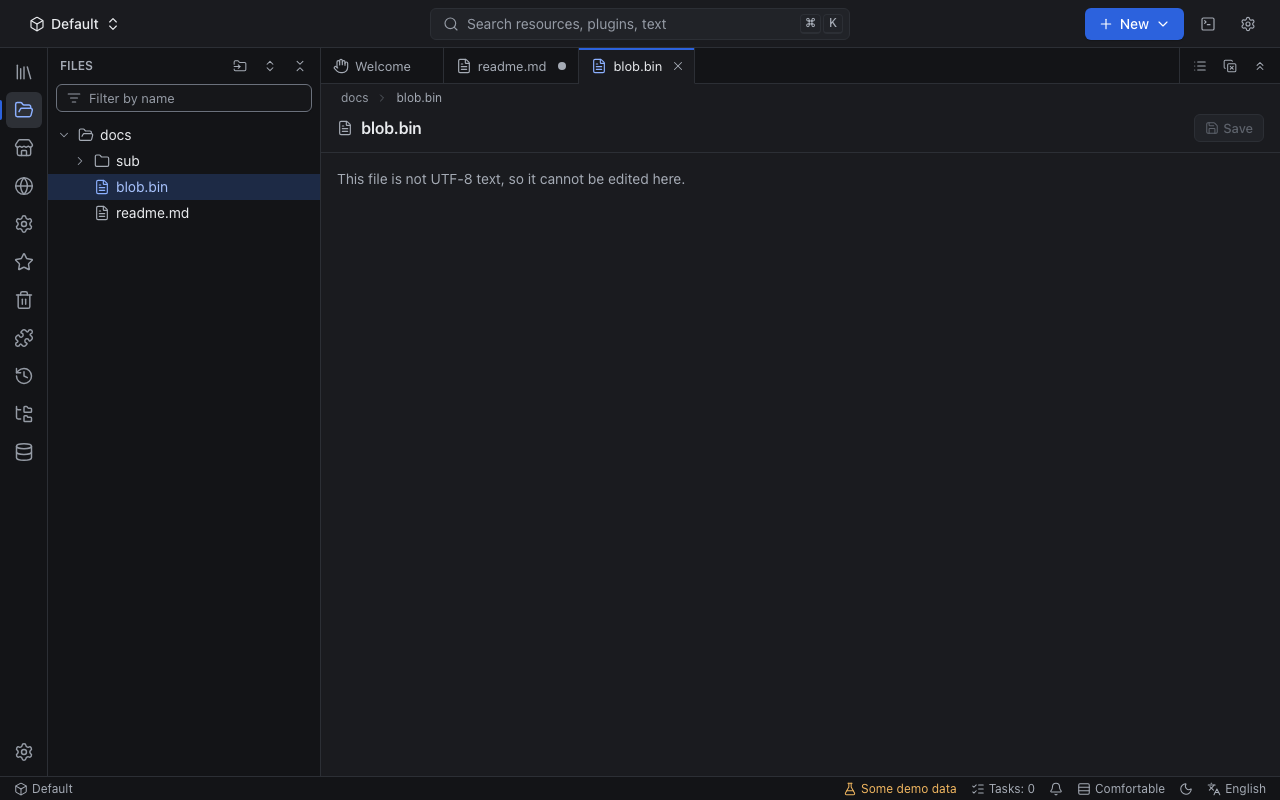 Default
Search resources, plugins, text
⌘ K
New
FILES
Welcome
readme.md
blob.bin
Filter by name
docs
blob.bin
docs
sub
blob.bin
readme.md
blob.bin
Save
This file is not UTF-8 text, so it cannot be edited here.
Default
Some demo data
Tasks: 0
Comfortable
English